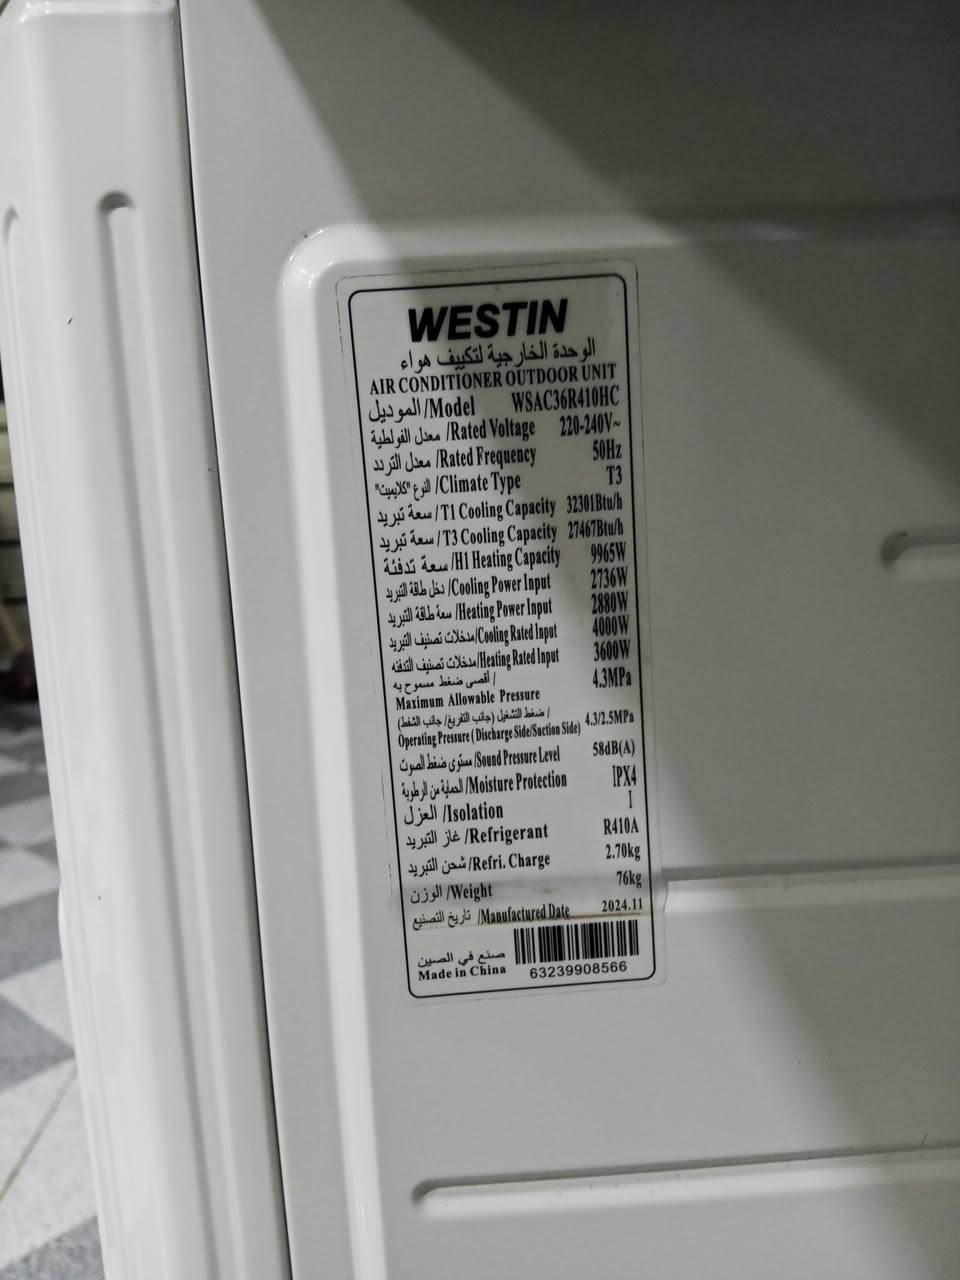 WESTIN
الوحدة الخارجية لتكييف هواء
AIR CONDITIONER OUTDOOR UNIT
الموديل/Model WSAC36R410HC
معدل الفولطية /Rated Voltage 220-240V~
معدل التردد /Rated Frequency 50Hz
النوع "كلايميت" /Climate Type T3
سعة تبريد/T1 Cooling Capacity 32301Btu/h
سعة تبريد/T3 Cooling Capacity 27467Btu/h
سعة تدفئة/H1 Heating Capacity 9965W
دخل طاقة التبريد/Cooling Power Input 2736W
سعة طاقة التبريد /Heating Power Input 2880W
مدخلات تصنيف التبريد/Cooling Rated Input 4000W
مدخلات تصنيف التدفئه/Heating Rated Input 3600W
أقصى ضغط مسموح به/ 4.3MPa
Maximum Allowable Pressure
ضغط التشغيل (جانب التفريغ/ جانب الشفط)/
Operating Pressure ( Discharge Side/Suction Side) 4.3/2.5MPa
مستوى ضغط الصوت /Sound Pressure Level 58dB(A)
الحماية من الرطوبة /Moisture Protection IPX4
العزل /Isolation I
غاز التبريد /Refrigerant R410A
شحن التبريد /Refri. Charge 2.70kg
الوزن /Weight 76kg
تاريخ التصنيع /Manufactured Date 2024.11
صنع في الصين
Made in China 63239908566